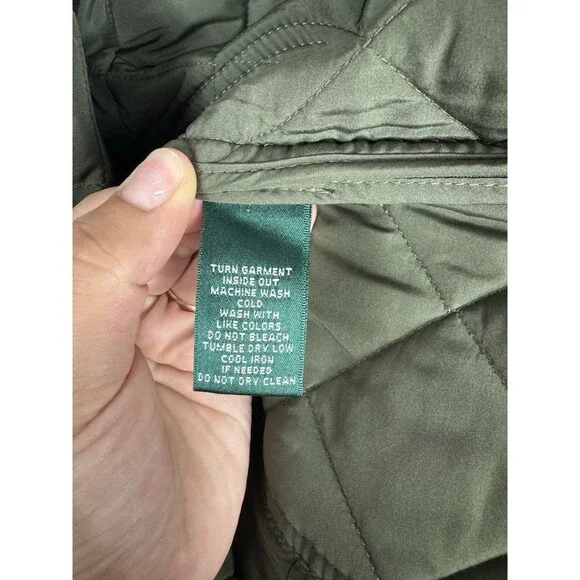 TURN GARMENT
INSIDE OUT
MACHINE WASH
COLD
WASH WITH
LIKE COLORS
DO NOT BLEACH
TUMBLE DRY LOW
COOL IRON
IF NEEDED
DO NOT DRY CLEAN